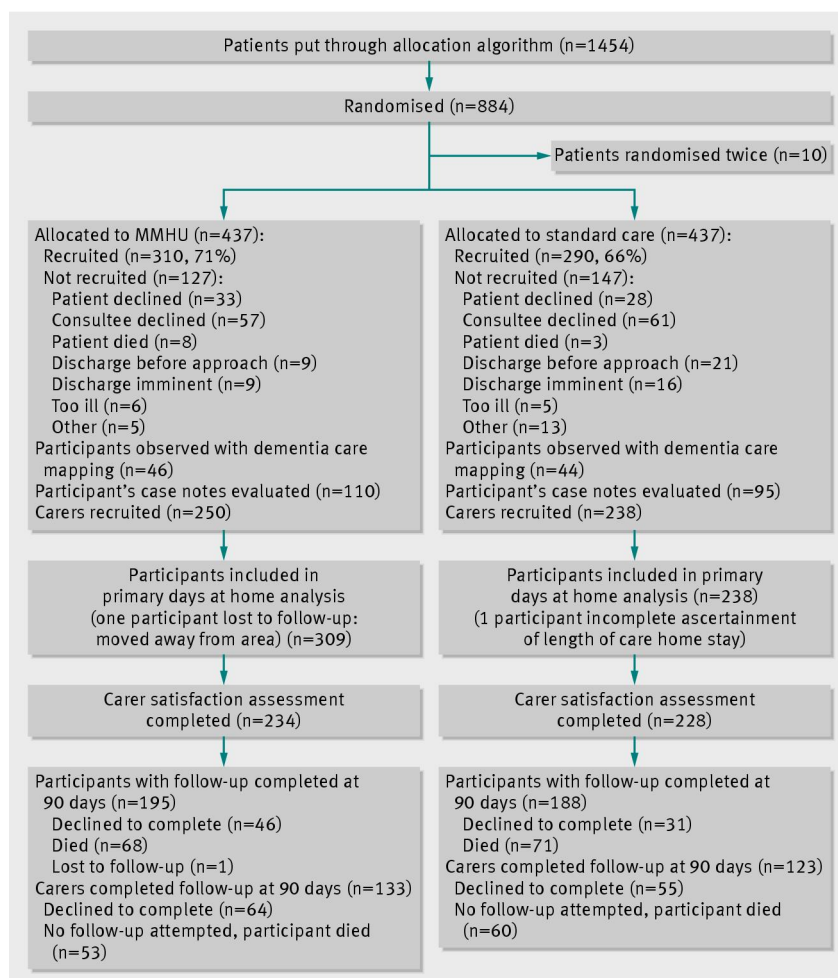 Patients put through allocation algorithm (n=1454)
Randomised (n=884)
Patients randomised twice (n=10)
Allocated to MMHU (n=437):
Recruited (n=310, 71%)
Not recruited (n=127):
Patient declined (n=33)
Consultee declined (n=57)
Patient died (n=8)
Discharge before approach (n=9)
Discharge imminent (n=9)
Too ill (n=6)
Other (n=5)
Participants observed with dementia care
mapping (n=46)
Participant's case notes evaluated (n=110)
Carers recruited (n=250)
Allocated to standard care (n=437):
Recruited (n=290, 66%)
Not recruited (n=147):
Patient declined (n=28)
Consultee declined (n=61)
Patient died (n=3)
Discharge before approach (n=21)
Discharge imminent (n=16)
Too ill (n=5)
Other (n=13)
Participants observed with dementia care
mapping (n=44)
Participant's case notes evaluated (n=95)
Carers recruited (n=238)
Participants included in
primary days at home analysis
(one participant lost to follow-up:
moved away from area) (n=309)
Participants included in primary
days at home analysis (n=238)
(1 participant incomplete ascertainment
of length of care home stay)
Carer satisfaction assessment
completed (n=234)
Carer satisfaction assessment
completed (n=228)
Participants with follow-up completed at
90 days (n=195)
Declined to complete (n=46)
Died (n=68)
Lost to follow-up (n=1)
Carers completed follow-up at 90 days (n=133)
Declined to complete (n=64)
No follow-up attempted, participant died
(n=53)
Participants with follow-up completed at
90 days (n=188)
Declined to complete (n=31)
Died (n=71)
Carers completed follow-up at 90 days (n=123)
Declined to complete (n=55)
No follow-up attempted, participant died
(n=60)